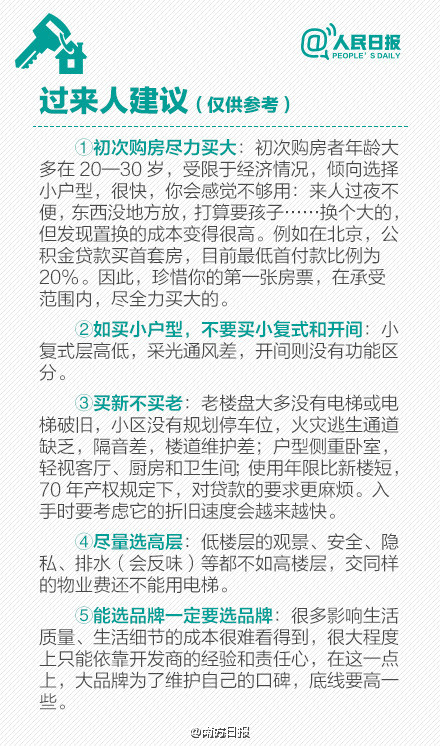 @人民日报
PEOPLE'S DAILY
过来人建议（仅供参考）
①初次购房尽力买大：初次购房者年龄大
多在 20—30 岁，受限于经济情况，倾向选择
小户型，很快，你会感觉不够用：来人过夜不
便，东西没地方放，打算要孩子……换个大的，
但发现置换的成本变得很高。例如在北京，公
积金贷款买首套房，目前最低首付款比例为
20%。因此，珍惜你的第一张房票，在承受
范围内，尽全力买大的。
②如买小户型，不要买小复式和开间：小
复式层高低，采光通风差，开间则没有功能区
分。
③买新不买老：老楼盘大多没有电梯或电
梯破旧，小区没有规划停车位，火灾逃生通道
缺乏，隔音差，楼道维护差；户型侧重卧室，
轻视客厅、厨房和卫生间；使用年限比新楼短，
70 年产权规定下，对贷款的要求更麻烦。入
手时要考虑它的折旧速度会越来越快。
④尽量选高层：低楼层的观景、安全、隐
私、排水（会反味）等都不如高楼层，交同样
的物业费还不能用电梯。
⑤能选品牌一定要选品牌：很多影响生活
质量、生活细节的成本很难看得到，很大程度
上只能依靠开发商的经验和责任心，在这一点
上，大品牌为了维护自己的口碑，底线要高一
些。
@南方日报